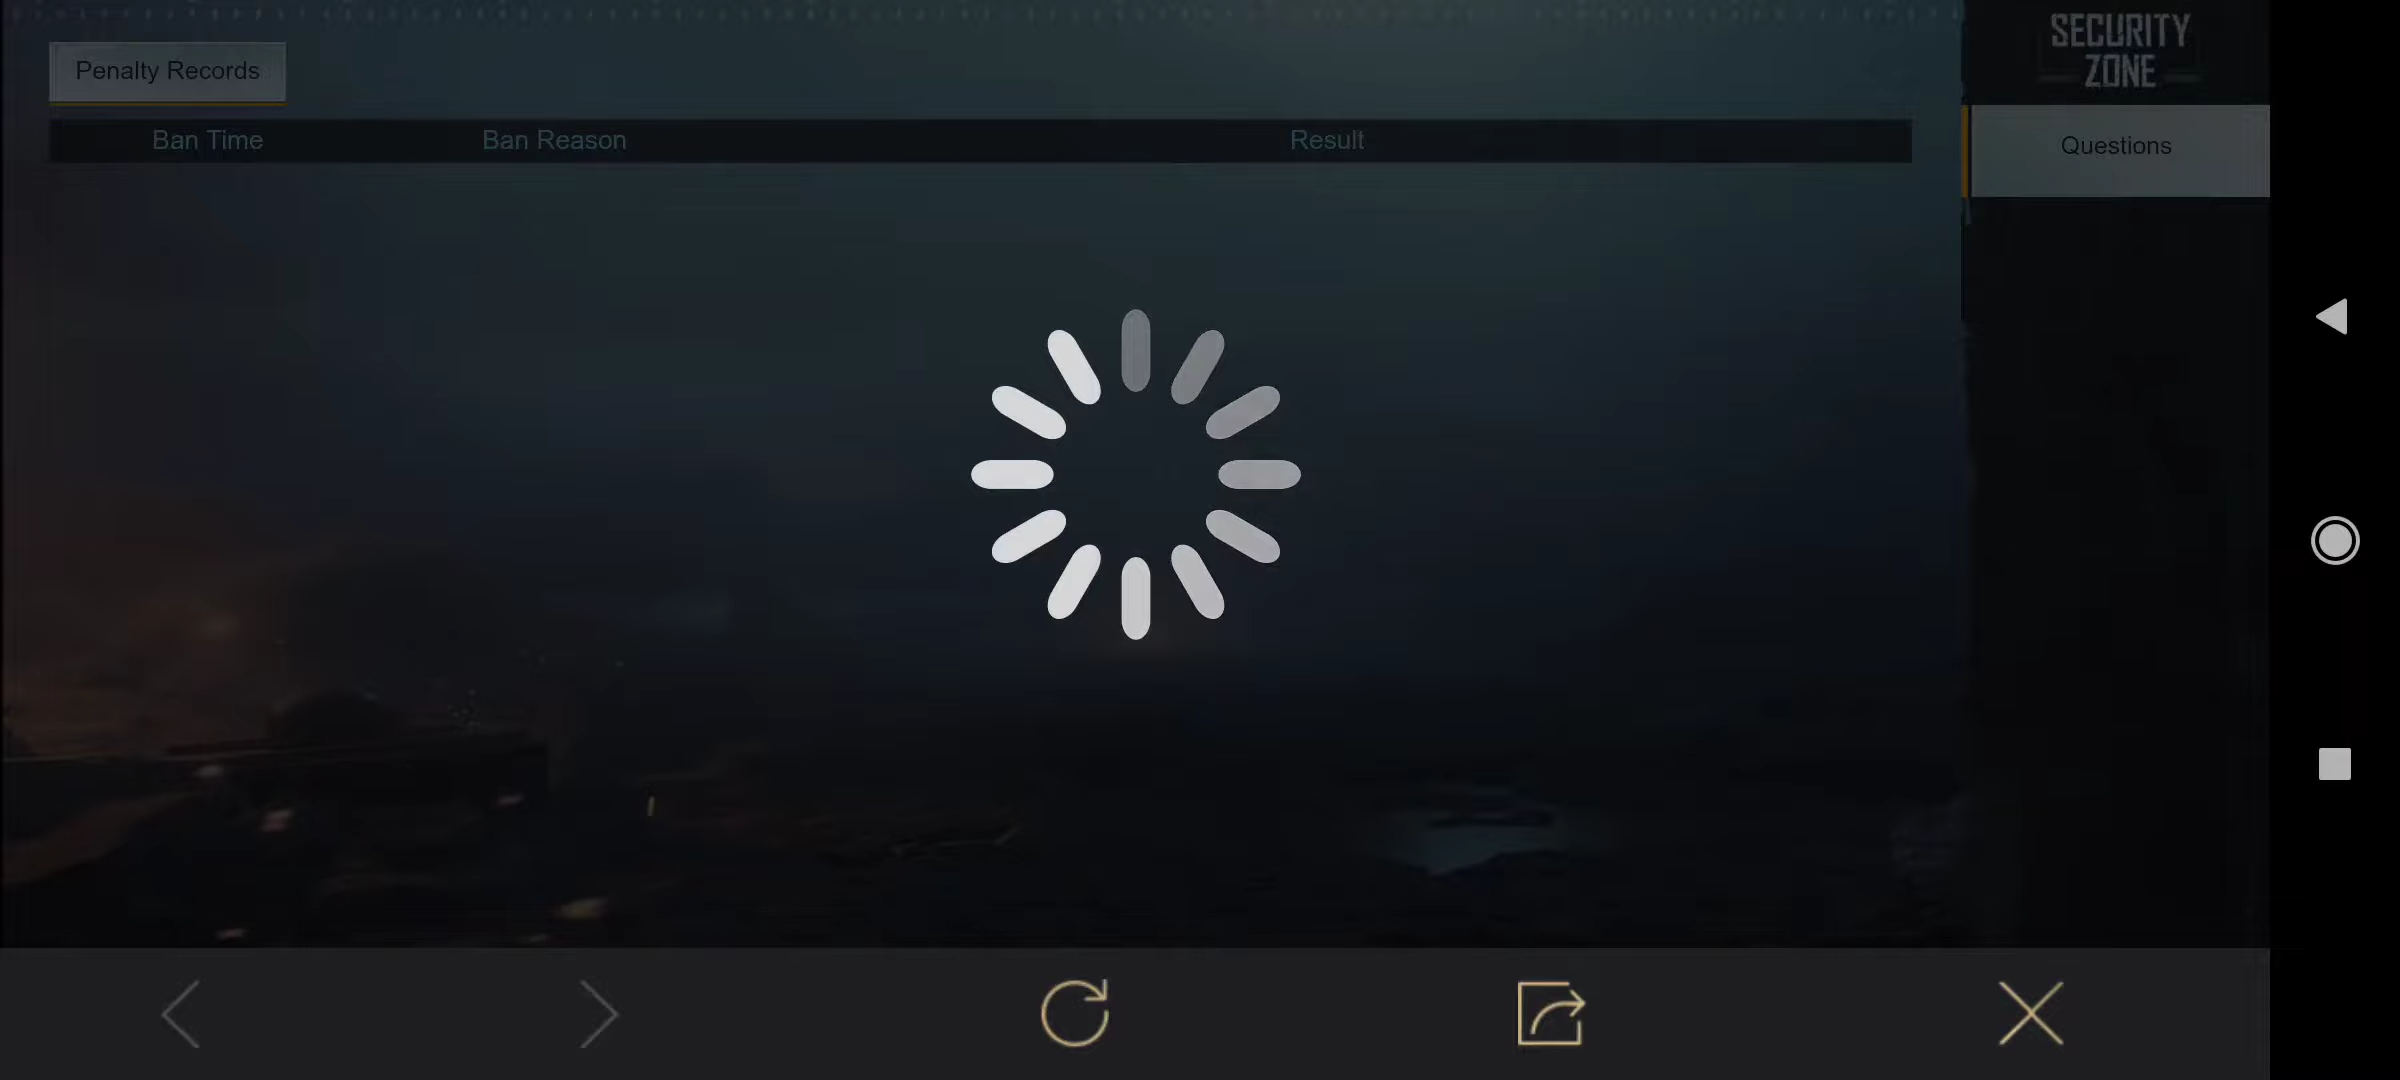 Penalty Records
Ban Time Ban Reason Result
SECURITY
ZONE
Questions